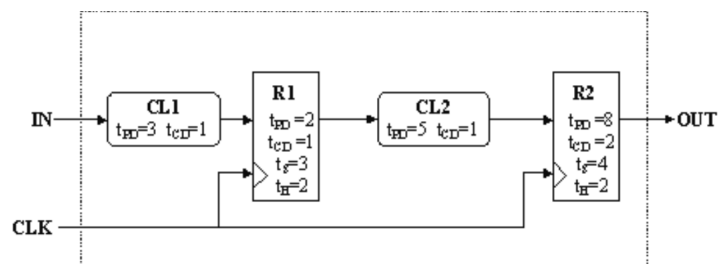 IN
CL1
tPD=3 tCD=1
R1
tPD=2
tCD=1
tS=3
tH=2
CL2
tPD=5 tCD=1
R2
tPD=8
tCD=2
tS=4
tH=2
OUT
CLK